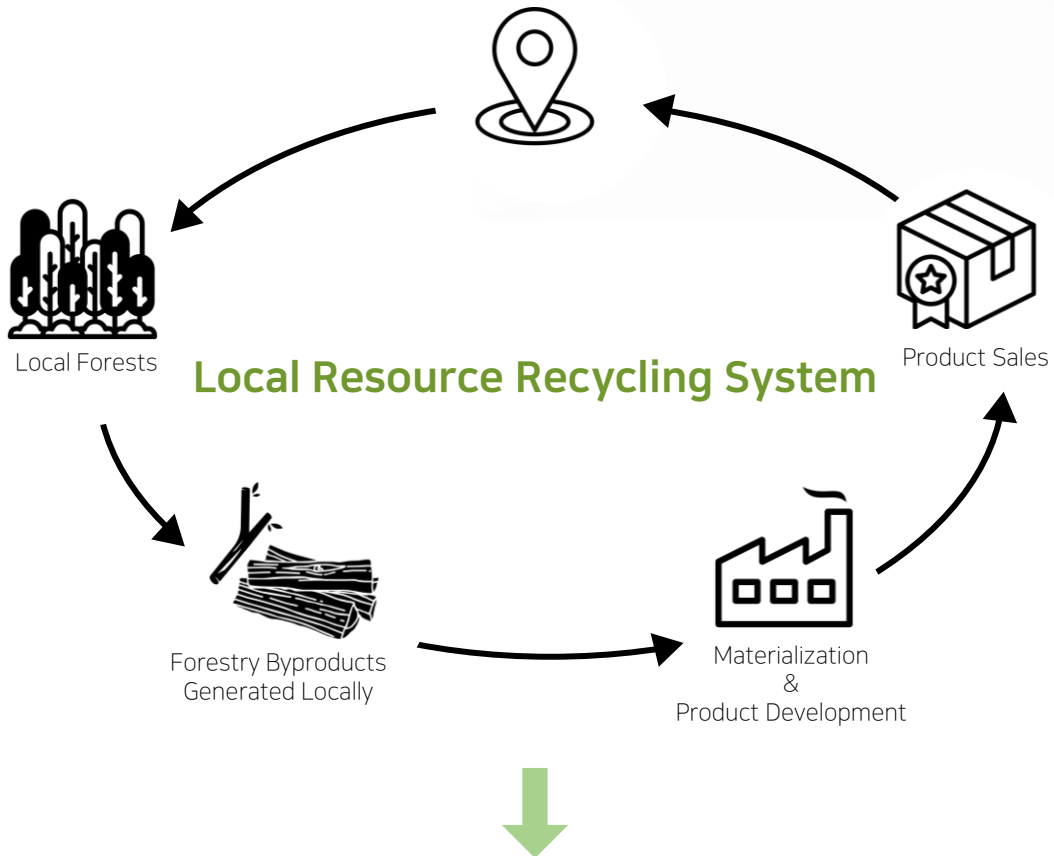 Local Forests
Product Sales
Local Resource Recycling System
Forestry Byproducts
Generated Locally
Materialization
&
Product Development